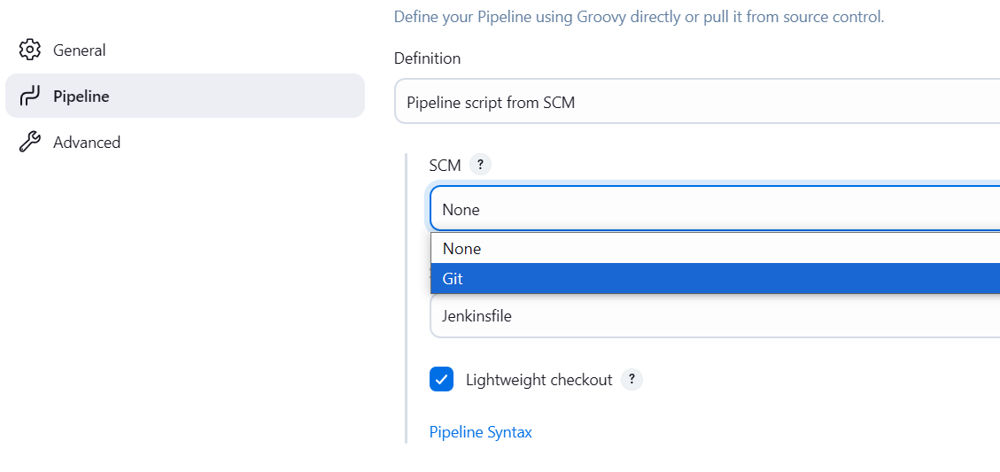 Define your Pipeline using Groovy directly or pull it from source control.
General
Pipeline
Advanced
Definition
Pipeline script from SCM
SCM ?
None
None
Git
Jenkinsfile
Lightweight checkout ?
Pipeline Syntax